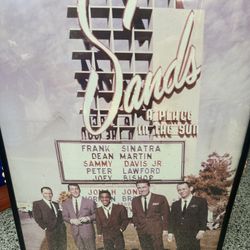 Sands
A PLACE
IN THE SUN
FRANK SINATRA
DEAN MARTIN
SAMMY DAVIS JR
PETER LAWFORD
JOEY BISHOP